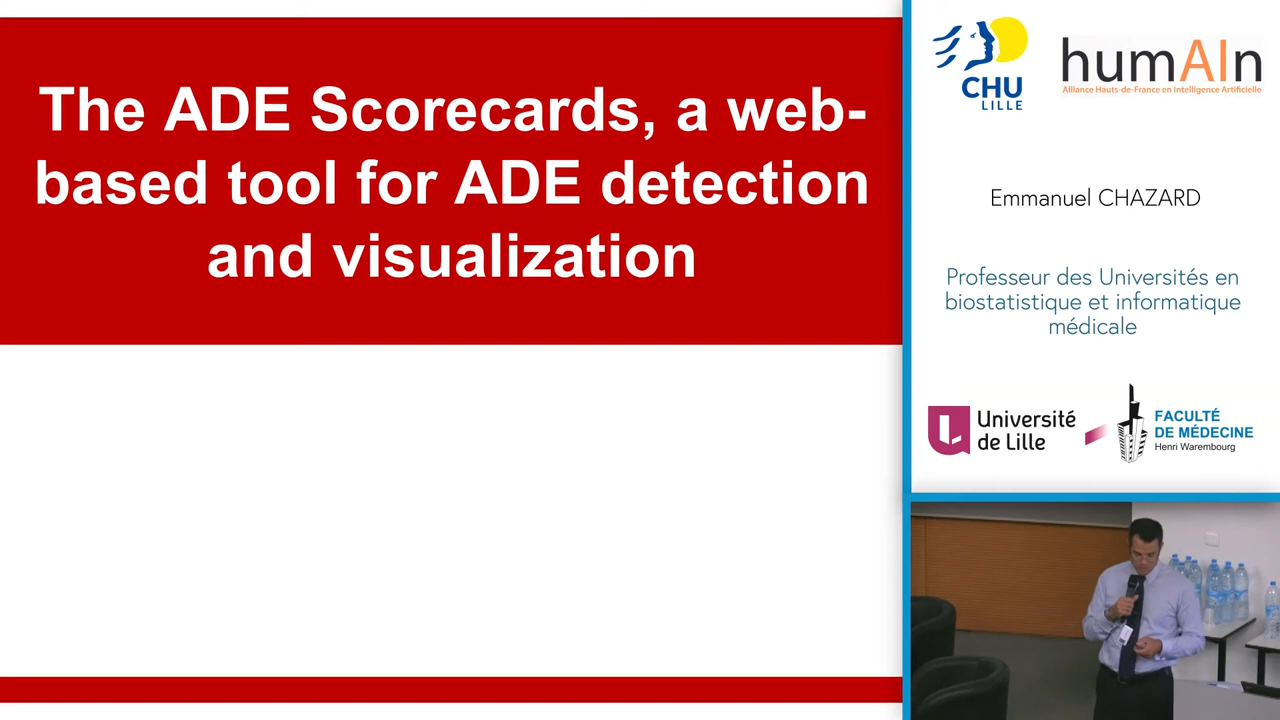 The ADE Scorecards, a web-
based tool for ADE detection
and visualization
CHU
LILLE
humAIn
Alliance Hauts-de-France en Intelligence Artificielle
Emmanuel CHAZARD
Professeur des Universités en
biostatistique et informatique
médicale
Université
de Lille
FACULTÉ
DE MÉDECINE
Henri Warembourg